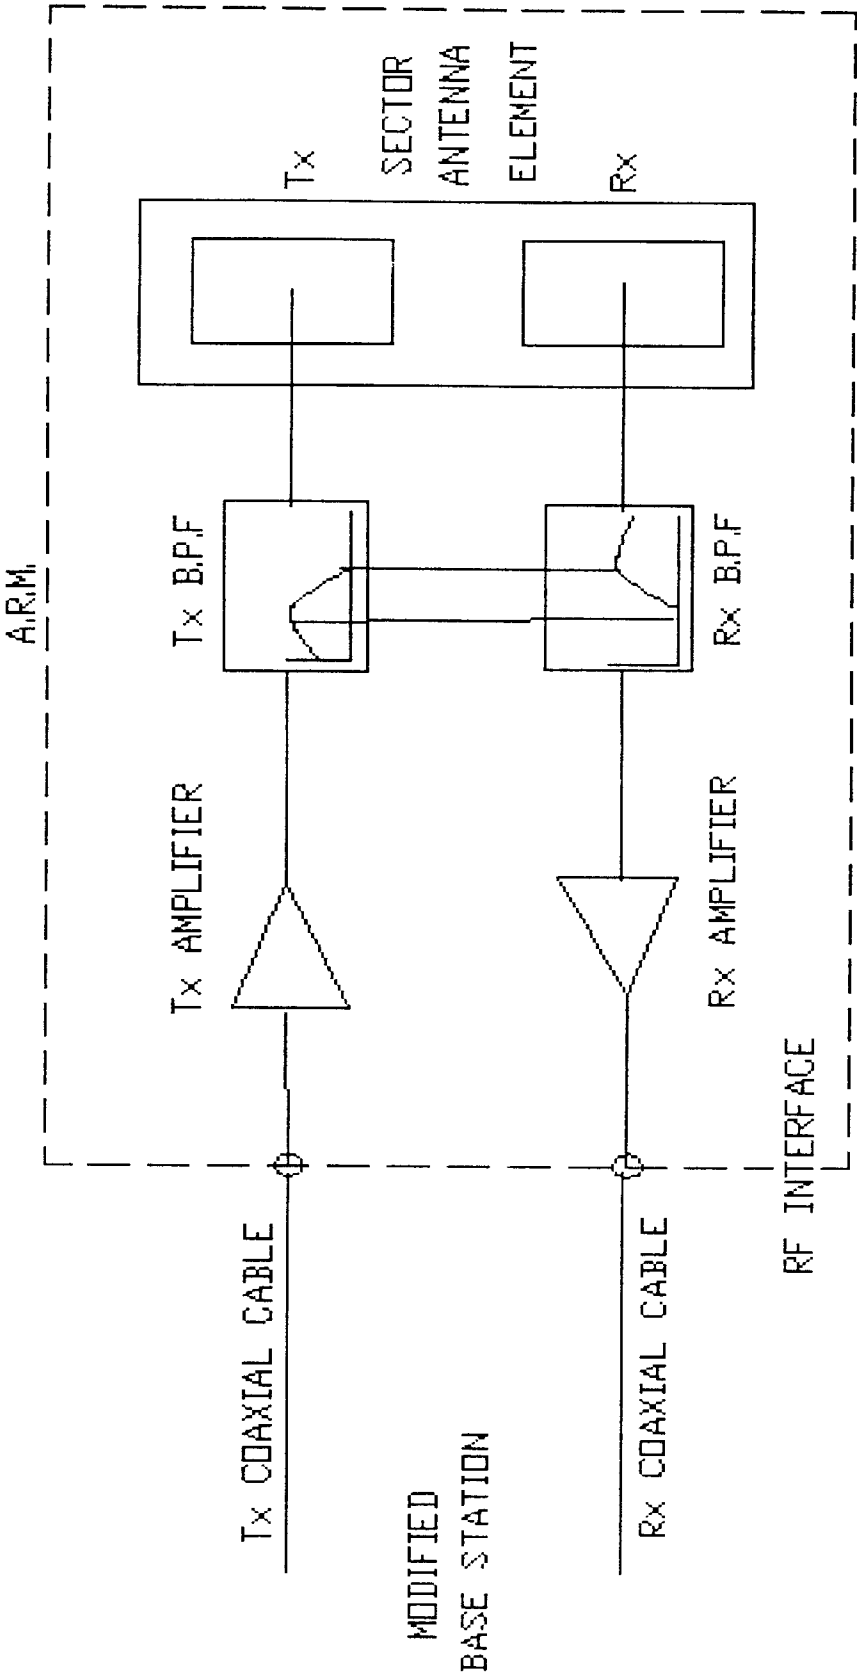 A.R.M.
Tx
SECTOR
ANTENNA
ELEMENT
Rx
Tx B.P.F
Rx B.P.F
Tx AMPLIFIER
Rx AMPLIFIER
RF INTERFACE
Tx COAXIAL CABLE
Rx COAXIAL CABLE
MODIFIED
BASE STATION